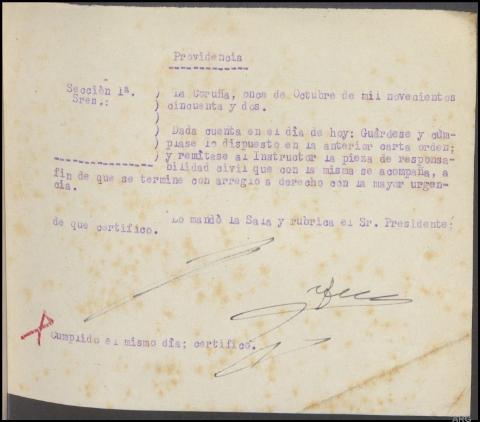 Providencia
Sección 1a.
Sres.:
La Coruña, once de Octubre de mil novecientos
cincuenta y dos.
Dada cuenta en el día de hoy: Guárdese y cúm-
plase lo dispuesto en la anterior carta orden;
y remítase al Instructor la pieza de responsa-
bilidad civil que con la misma se acompaña, a
fin de que se termine con arreglo a derecho con la mayor urgen-
cia.
Lo mandó la Sala y rubrica el Sr. Presidente;
de que certifico.
Cumplido el mismo día; certifico.
ARG